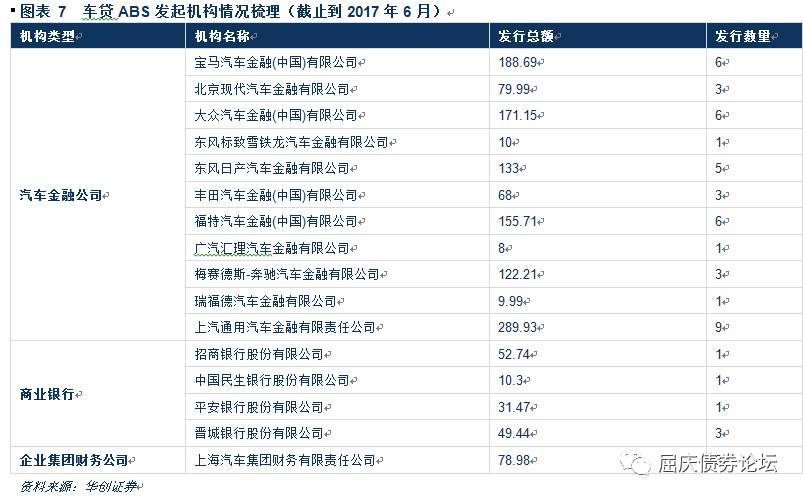 图表 7 车贷 ABS 发起机构情况梳理（截止到 2017 年 6 月）
机构类型 机构名称 发行总额 发行数量
汽车金融公司
宝马汽车金融(中国)有限公司 188.69 6
北京现代汽车金融有限公司 79.99 3
大众汽车金融(中国)有限公司 171.15 6
东风标致雪铁龙汽车金融有限公司 10 1
东风日产汽车金融有限公司 133 5
丰田汽车金融(中国)有限公司 68 3
福特汽车金融(中国)有限公司 155.71 6
广汽汇理汽车金融有限公司 8 1
梅赛德斯-奔驰汽车金融有限公司 122.21 3
瑞福德汽车金融有限公司 9.99 1
上汽通用汽车金融有限责任公司 289.93 9
商业银行
招商银行股份有限公司 52.74 1
中国民生银行股份有限公司 10.3 1
平安银行股份有限公司 31.47 1
晋城银行股份有限公司 49.44 3
企业集团财务公司 上海汽车集团财务有限责任公司 78.98
屈庆债券论坛
资料来源：华创证券